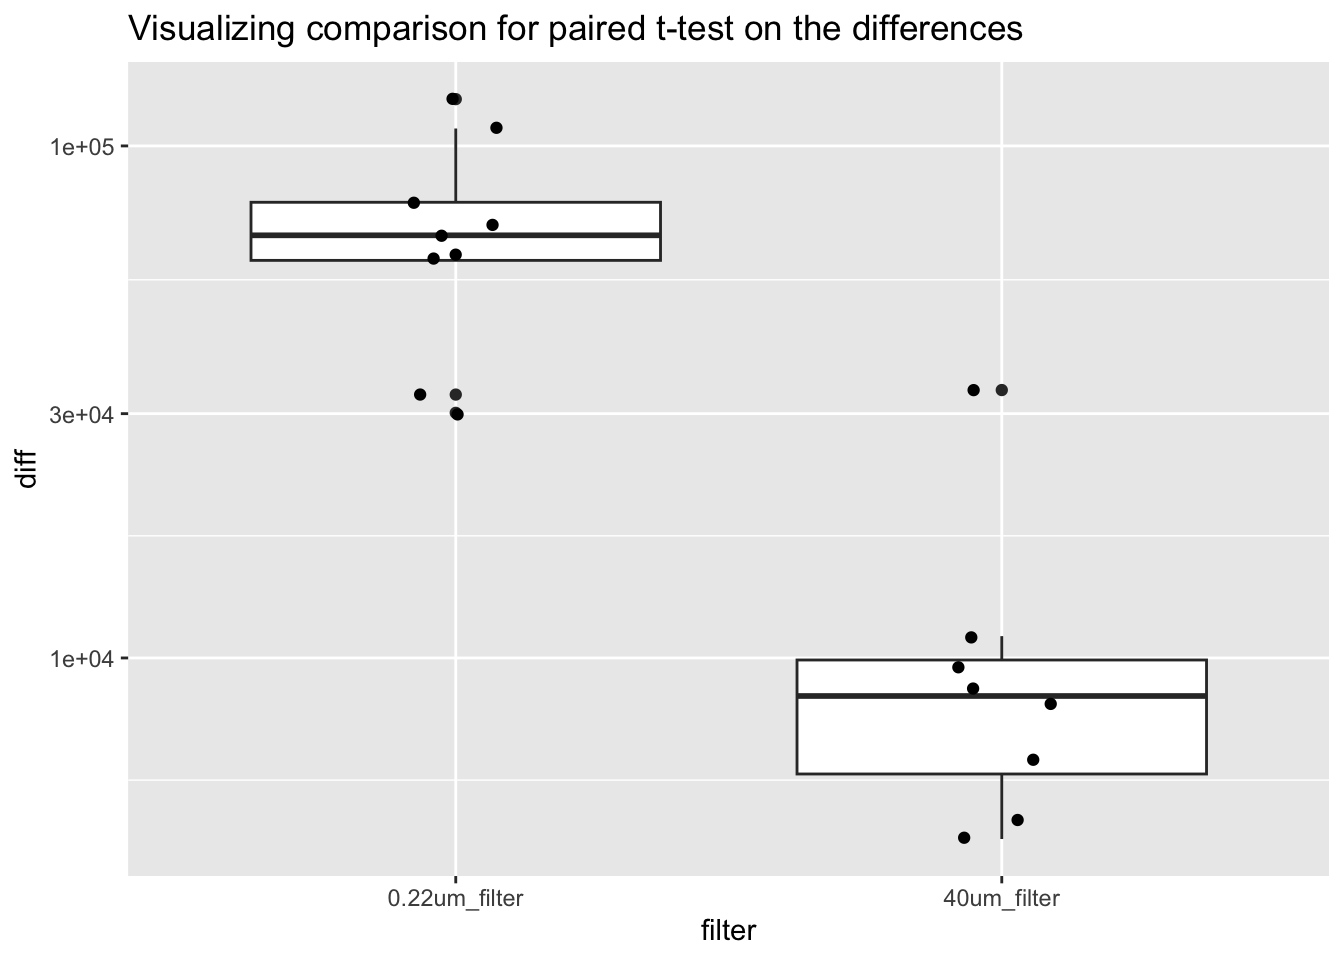 Visualizing comparison for paired t-test on the differences
1e+05
3e+04
1e+04
diff
0.22um_filter
40um_filter
filter